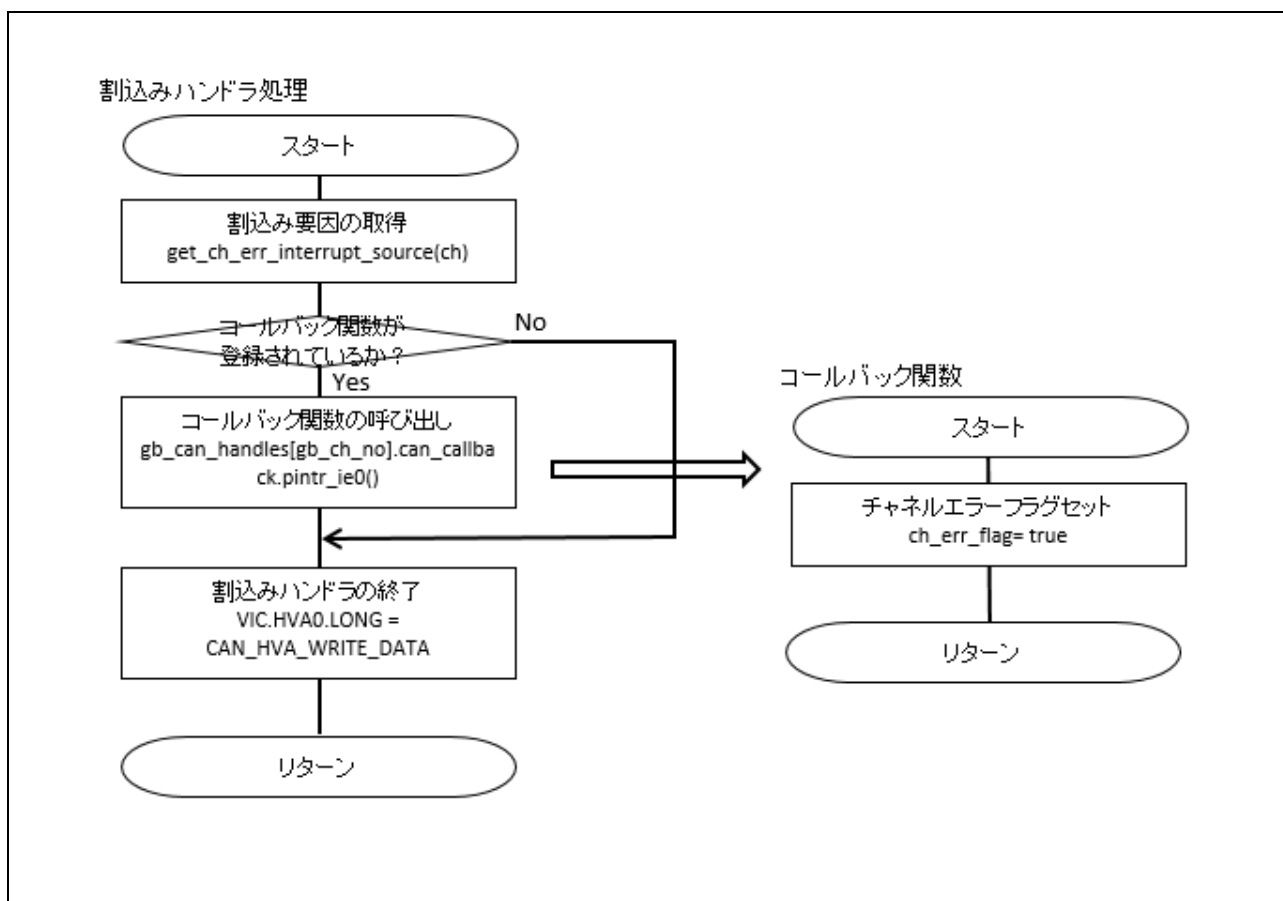 割込みハンドラ処理
スタート
割込み要因の取得
get_ch_err_interrupt_source(ch)
コールバック関数が
登録されているか？
No
Yes
コールバック関数の呼び出し
gb_can_handles[gb_ch_no].can_callba
ck.pintr_ie0()
割込みハンドラの終了
VIC.HVA0.LONG =
CAN_HVA_WRITE_DATA
リターン
コールバック関数
スタート
チャネルエラーフラグセット
ch_err_flag= true
リターン